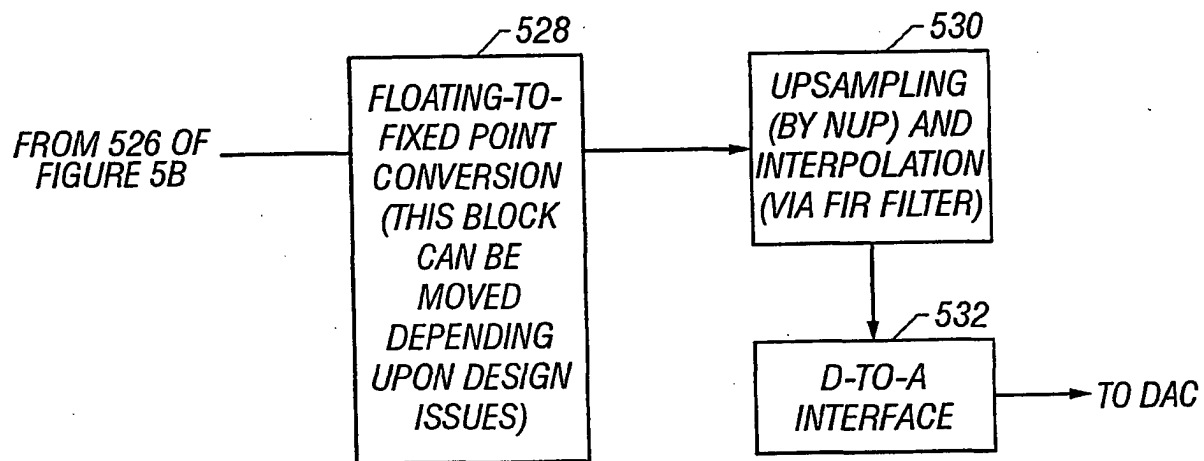 FROM 526 OF
FIGURE 5B
528
FLOATING-TO-
FIXED POINT
CONVERSION
(THIS BLOCK
CAN BE
MOVED
DEPENDING
UPON DESIGN
ISSUES)
530
UPSAMPLING
(BY NUP) AND
INTERPOLATION
(VIA FIR FILTER)
532
D-TO-A
INTERFACE
TO DAC